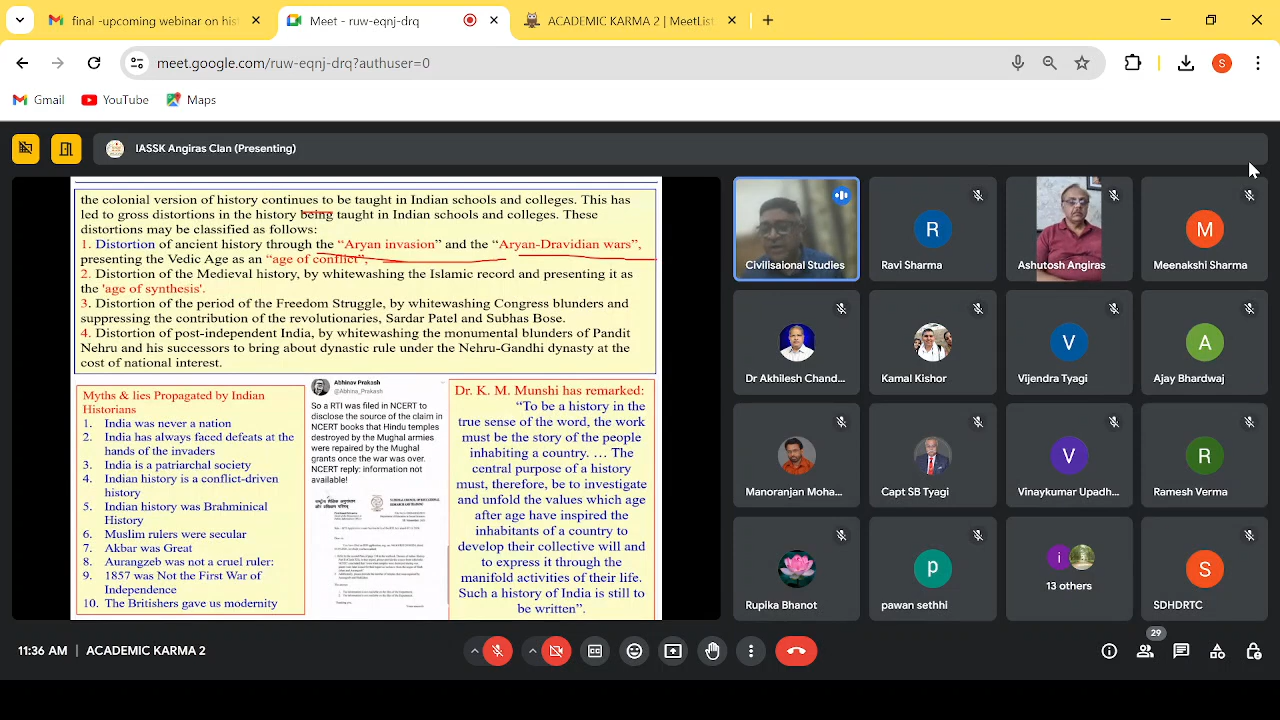 final -upcoming webinar on his
Meet - ruw-eqnj-drq
ACADEMIC KARMA 2 | MeetList
meet.google.com/ruw-eqnj-drq?authuser=0
S
Gmail
YouTube
Maps
IASSK Angiras Clan (Presenting)
the colonial version of history continues to be taught in Indian schools and colleges. This has
led to gross distortions in the history being taught in Indian schools and colleges. These
distortions may be classified as follows:
1. Distortion of ancient history through the “Aryan invasion” and the “Aryan-Dravidian wars”,
presenting the Vedic Age as an “age of conflict”,
2. Distortion of the Medieval history, by whitewashing the Islamic record and presenting it as
the 'age of synthesis'.
3. Distortion of the period of the Freedom Struggle, by whitewashing Congress blunders and
suppressing the contribution of the revolutionaries, Sardar Patel and Subhas Bose.
4. Distortion of post-independent India, by whitewashing the monumental blunders of Pandit
Nehru and his successors to bring about dynastic rule under the Nehru-Gandhi dynasty at the
cost of national interest.
Myths & lies Propagated by Indian
Historians
1. India was never a nation
2. India has always faced defeats at the
hands of the invaders
3. India is a patriarchal society
4. Indian history is a conflict-driven
history
5. Indian history was Brahminical
History
6. Muslim rulers were secular
7. Akbar was Great
8. Aurangzeb was not a cruel ruler:
9. 1857 was Not the First War of
Independence
10. The Britishers gave us modernity
Abhinav Prakash
@Abhina_Prakash
So a RTI was filed in NCERT to
disclose the source of the claim in
NCERT books that Hindu temples
destroyed by the Mughal armies
were repaired by the Mughal
grants once the war was over.
NCERT reply: information not
available!
Dr. K. M. Munshi has remarked:
“To be a history in the
true sense of the word, the work
must be the story of the people
inhabiting a country. … The
central purpose of a history
must, therefore, be to investigate
and unfold the values which age
after age have inspired the
inhabitants of a country to
develop their collective will and
to express it through the
manifold activities of their life.
Such a history of India is still to
be written”.
Civilisaional Studies
R
Ravi Sharma
Ashutosh Angiras
M
Meenakshi Sharma
Dr Akhilesh Chand...
Kamal Kishor
V
Vijendra Tyagi
A
Ajay Bhardwaj
Capt Tyagi
V
R
p
pawan senhi
i
13 others
S
SDHDRTC
11:36 AM
ACADEMIC KARMA 2
29